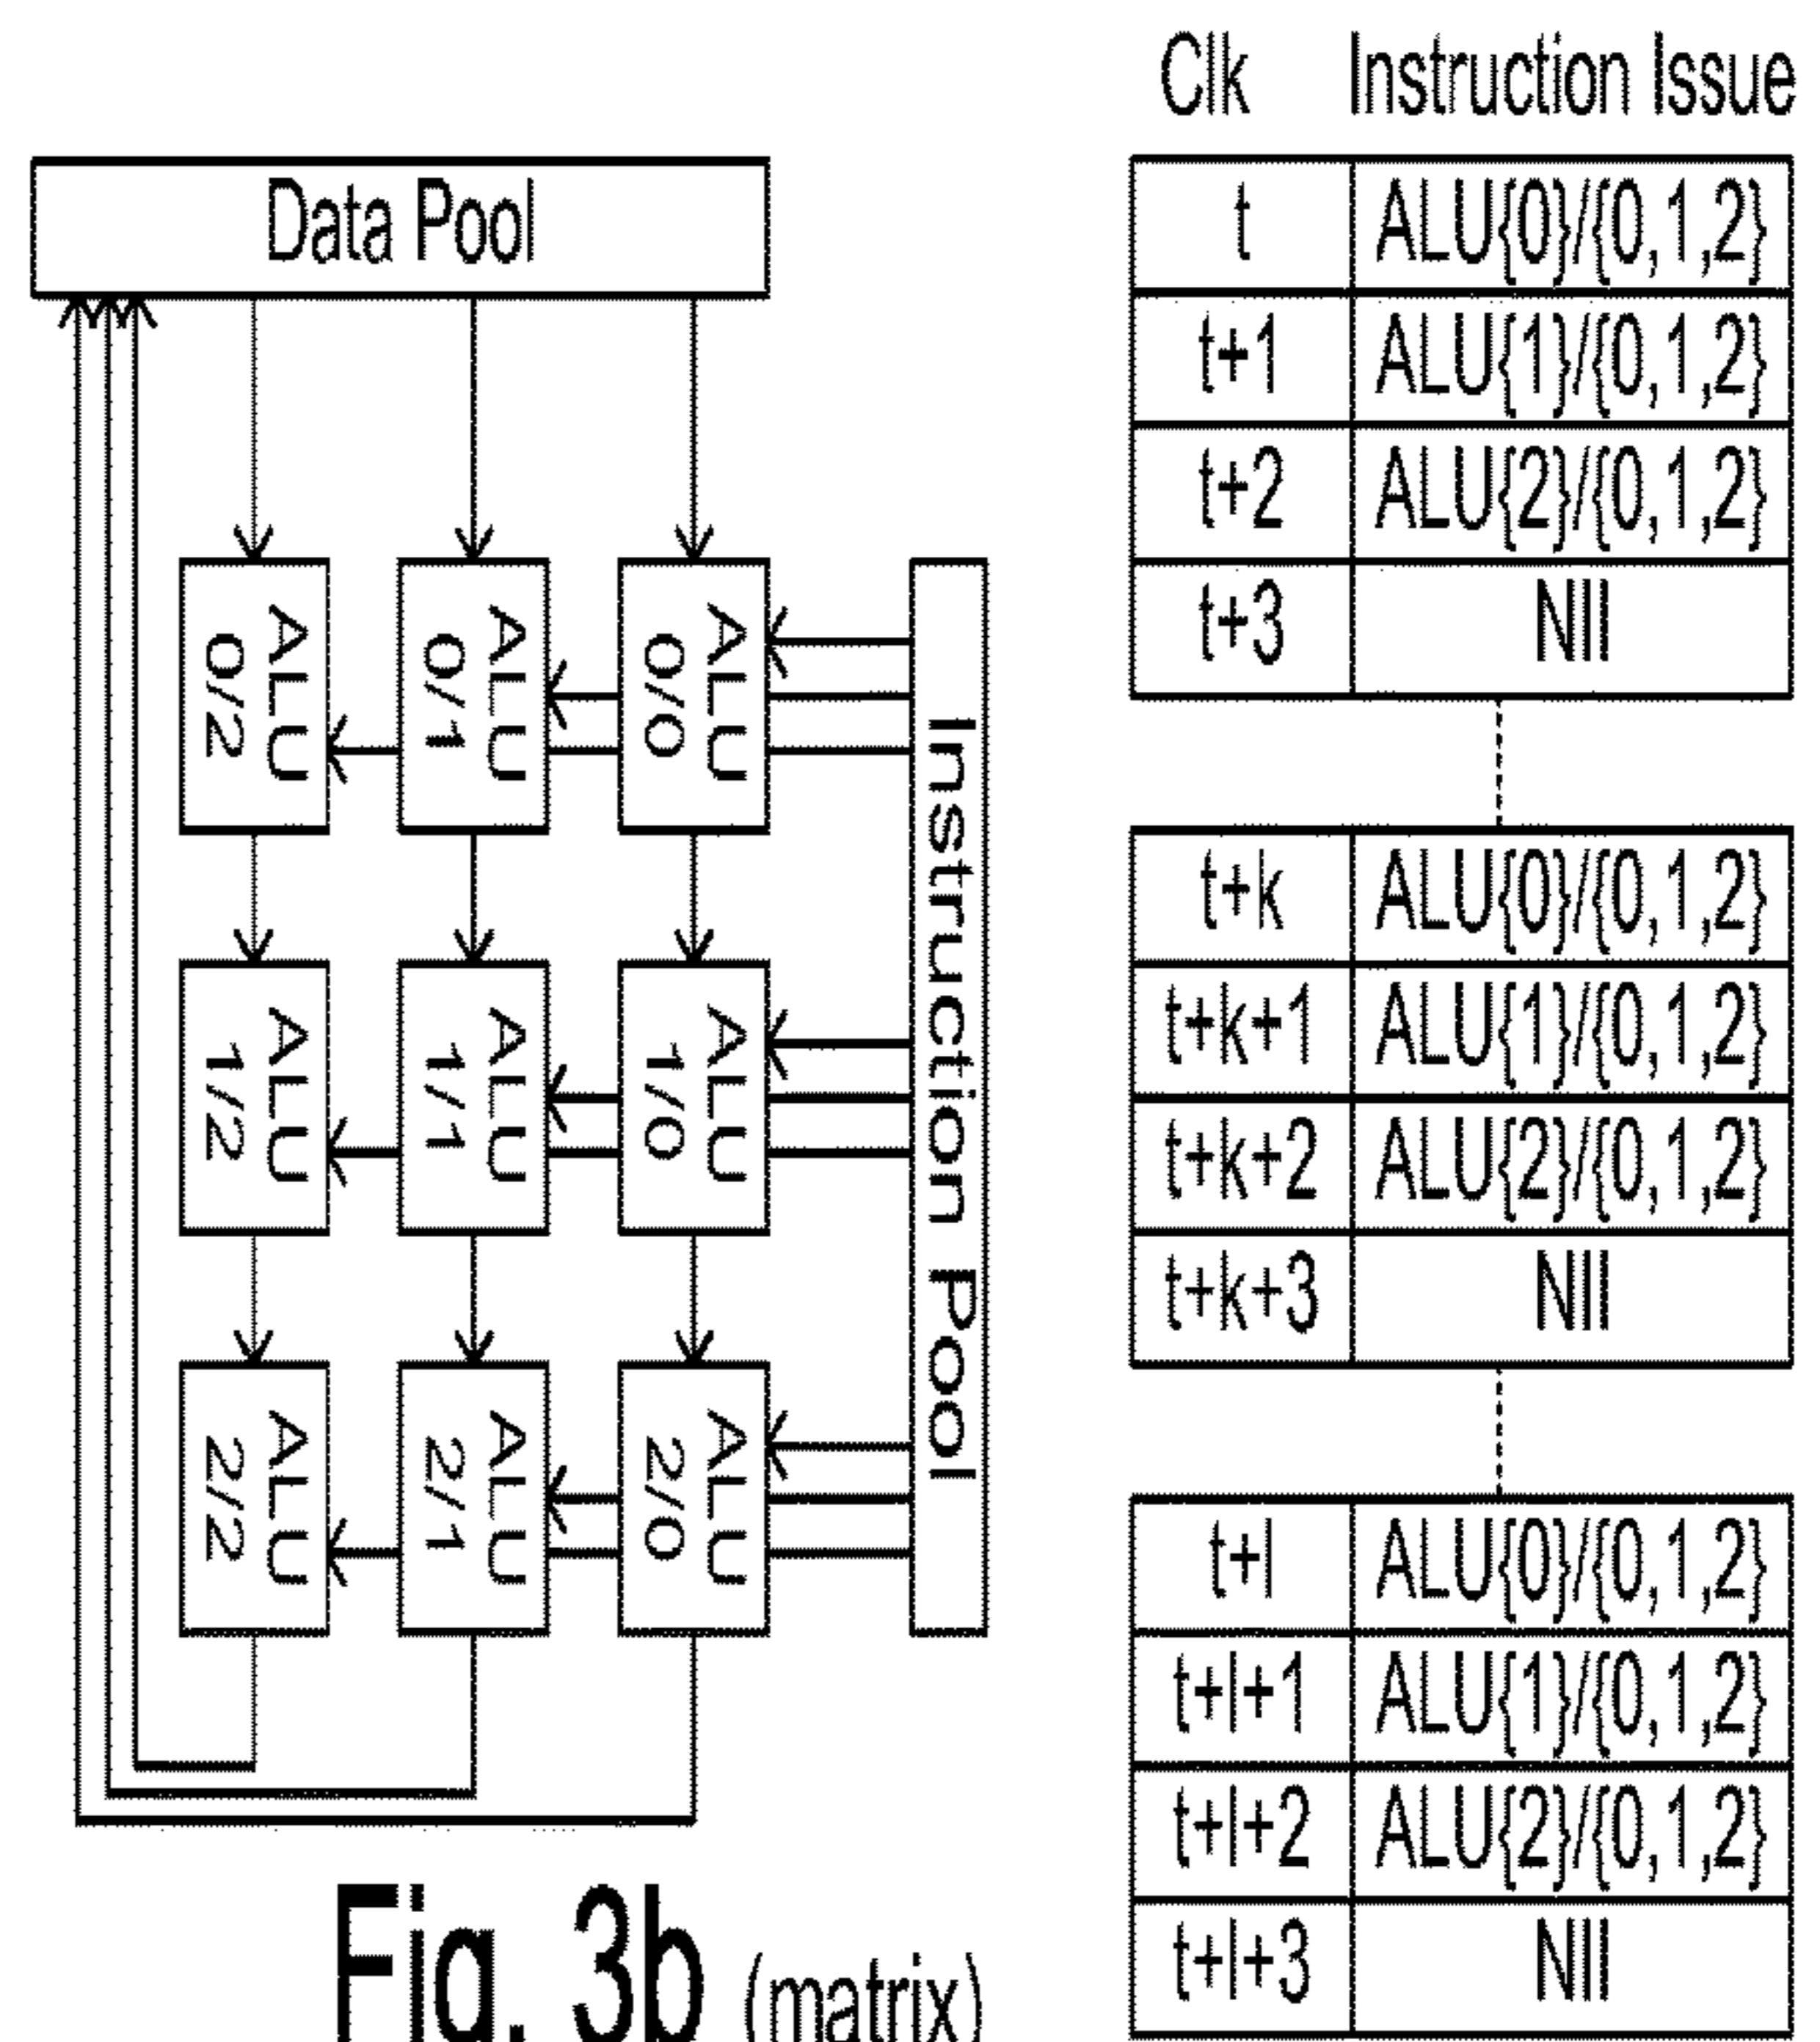 Clk Instruction Issue
Data Pool
t ALU{0}/{0,1,2}
t+1 ALU{1}/{0,1,2}
t+2 ALU{2}/{0,1,2}
t+3 Nil
ALU 0/2
ALU 0/1
ALU 0/0
Instruction Pool
t+k ALU{0}/{0,1,2}
t+k+1 ALU{1}/{0,1,2}
t+k+2 ALU{2}/{0,1,2}
t+k+3 Nil
ALU 1/2
ALU 1/1
ALU 1/0
ALU 2/2
ALU 2/1
ALU 2/0
t+l ALU{0}/{0,1,2}
t+l+1 ALU{1}/{0,1,2}
t+l+2 ALU{2}/{0,1,2}
t+l+3 Nil
Fig. 3b (matrix)